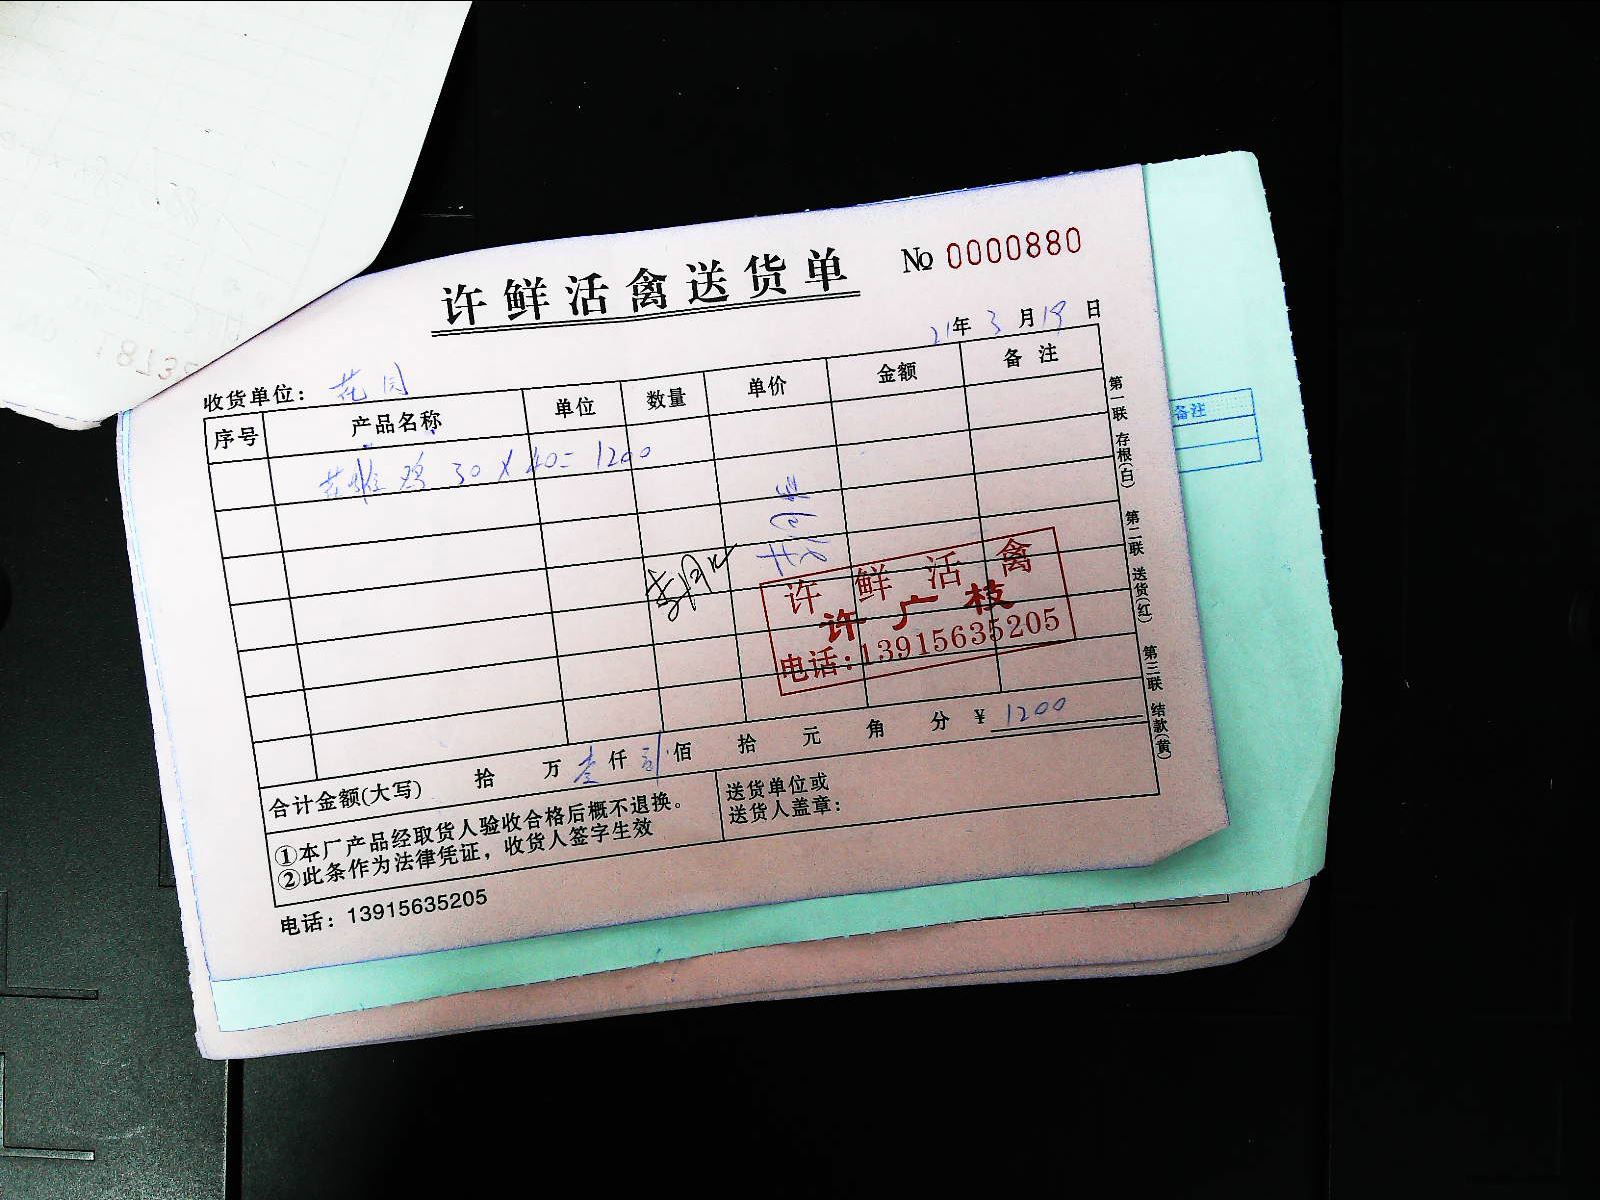 许鲜活禽送货单
№ 0000880
21年 3月19日
收货单位：花园
序号 产品名称 单位 数量 单价 金额 备注
鸡 30 X 40= 1200
许鲜活禽
许广枝
电话:13915635205
合计金额(大写) 拾 万 壹仟 贰佰 拾 元 角 分 ¥ 1200
①本厂产品经取货人验收合格后概不退换。
②此条作为法律凭证，收货人签字生效
送货单位或
送货人盖章：
电话：13915635205
第一联 存根(白) 第二联 送货(红) 第三联 结款(黄)
备注